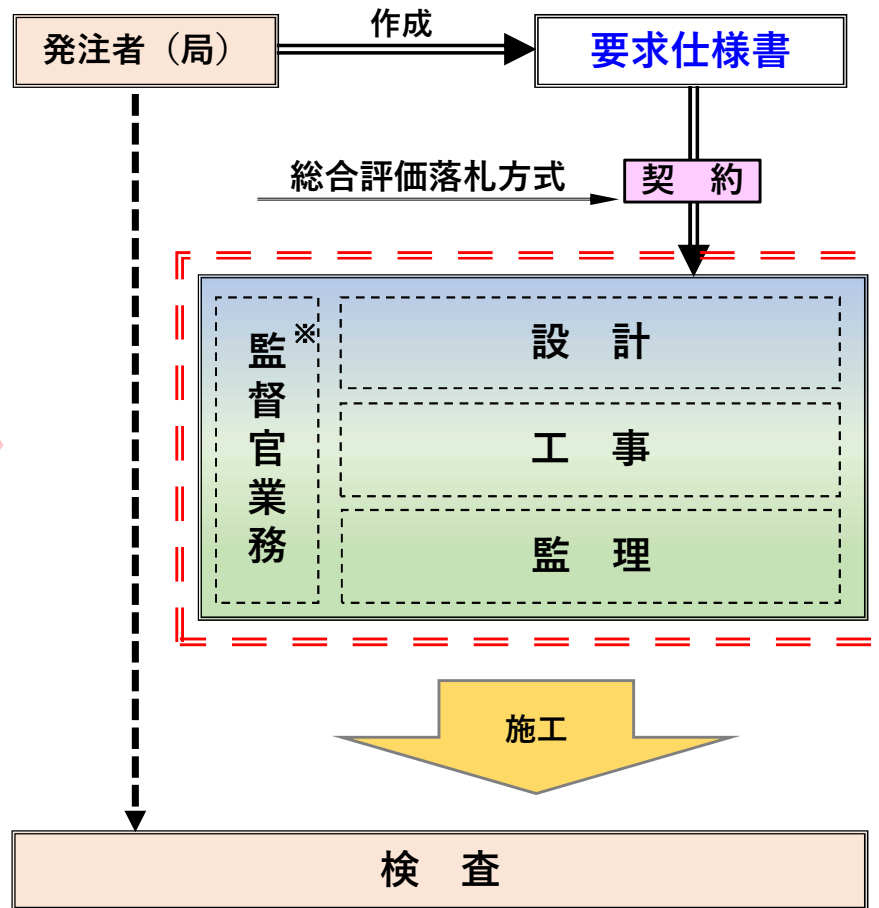 発注者（局）
作成
要求仕様書
総合評価落札方式
契　約
監督官業務
※
設　計
工　事
監　理
施工
検　査